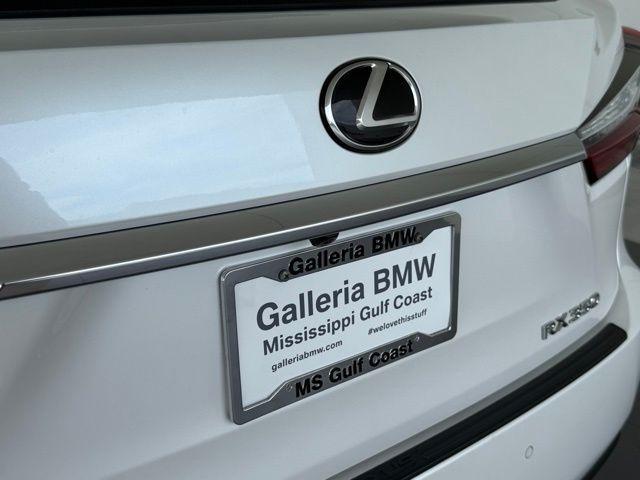 Galleria BMW
Galleria BMW
Mississippi Gulf Coast
galleriabmw.com #welovethisstuff
MS Gulf Coast
RX 350